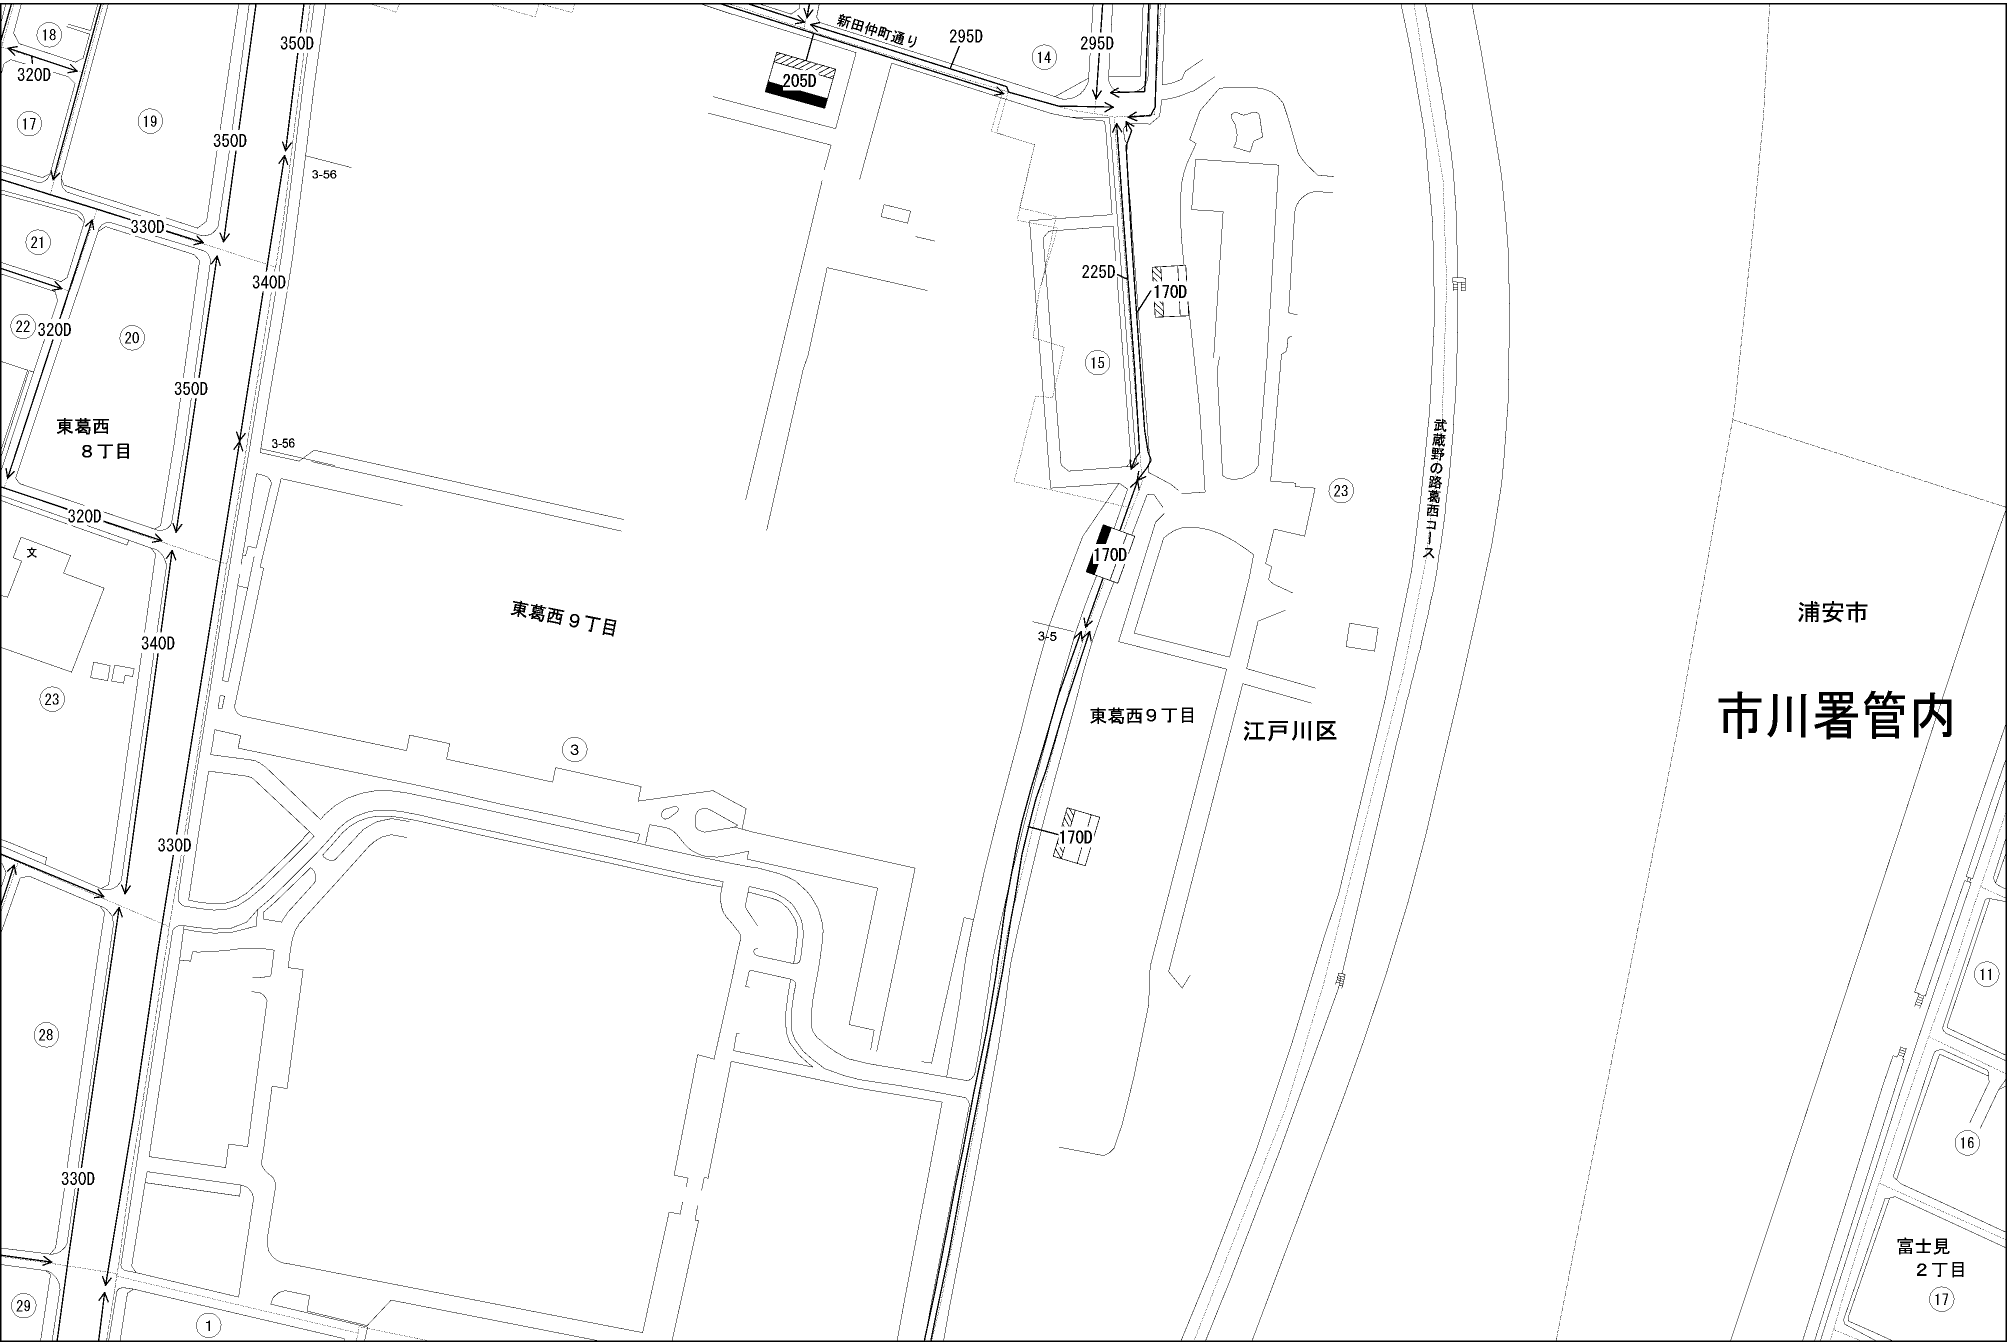 18
320D
17
19
350D
350D
新田仲町通り
295D
14
295D
205D
3-56
21
330D
340D
22
320D
20
350D
225D
170D
15
東葛西
8丁目
3-56
武蔵野の路葛西コース
23
320D
文
170D
340D
東葛西9丁目
3-5
浦安市
市川署管内
23
東葛西9丁目
江戸川区
3
330D
170D
11
28
16
330D
富士見
2丁目
17
29
1